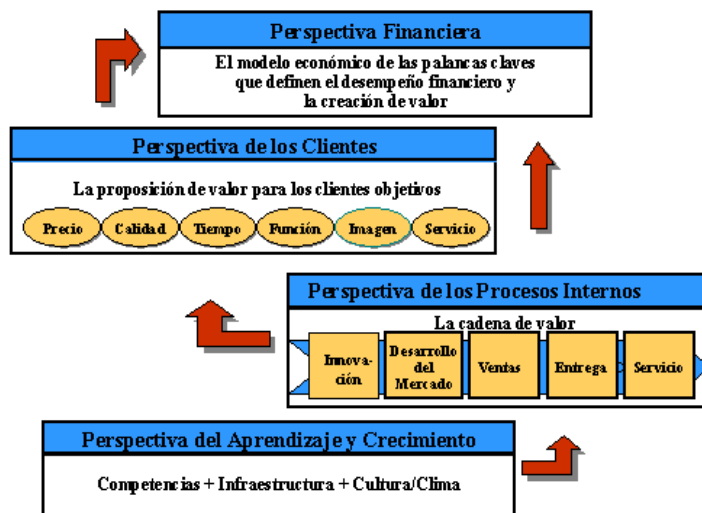 Perspectiva Financiera
El modelo económico de las palancas claves
que definen el desempeño financiero y
la creación de valor
Perspectiva de los Clientes
La proposición de valor para los clientes objetivos
Precio Calidad Tiempo Función Imagen Servicio
Perspectiva de los Procesos Internos
La cadena de valor
Innova-
ción
Desarrollo
del
Mercado
Ventas
Entrega
Servicio
Perspectiva del Aprendizaje y Crecimiento
Competencias + Infraestructura + Cultura/Clima